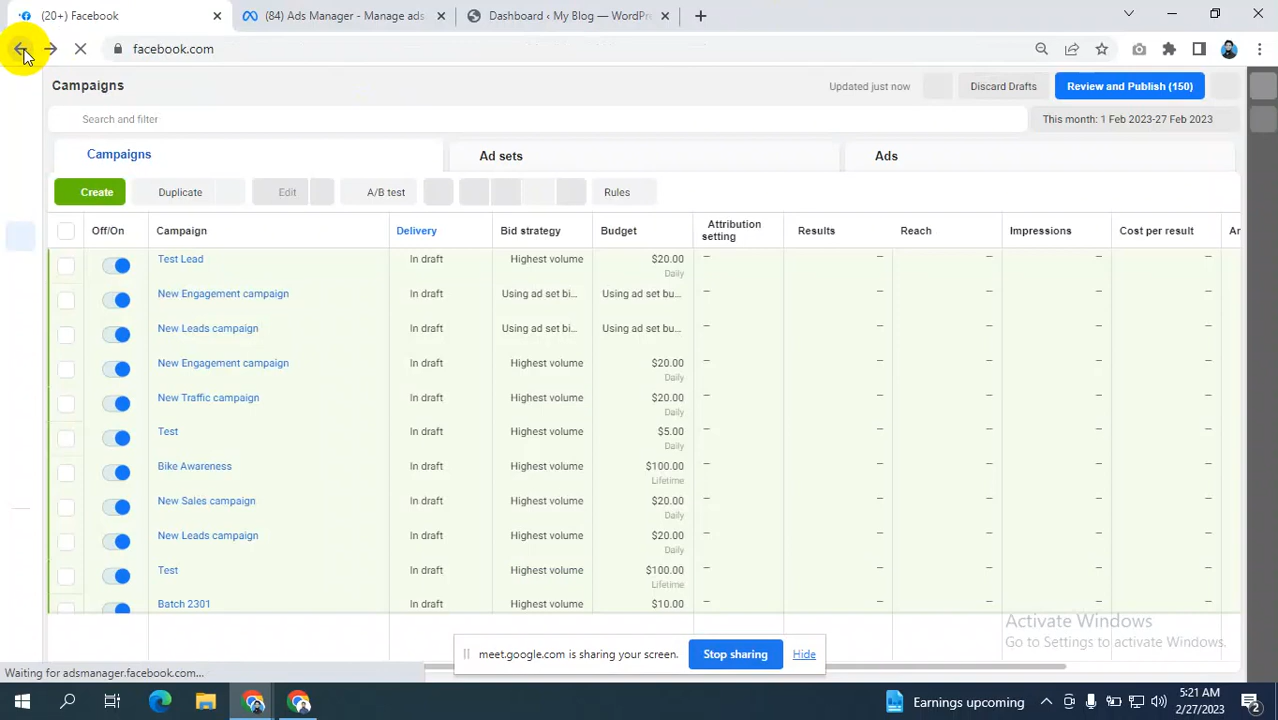 (20+) Facebook
(84) Ads Manager - Manage ads
Dashboard ‹ My Blog — WordPre
facebook.com
Campaigns
Updated just now
Discard Drafts
Review and Publish (150)
Search and filter
This month: 1 Feb 2023-27 Feb 2023
Campaigns
Ad sets
Ads
Create
Duplicate
Edit
A/B test
Rules
Off/On Campaign Delivery Bid strategy Budget Attribution setting Results Reach Impressions Cost per result Ar
Test Lead In draft Highest volume $20.00 – – – – –
Daily
New Engagement campaign In draft Using ad set bi... Using ad set bu... – – – – –
New Leads campaign In draft Using ad set bi... Using ad set bu... – – – – –
New Engagement campaign In draft Highest volume $20.00 – – – – –
Daily
New Traffic campaign In draft Highest volume $20.00 – – – – –
Daily
Test In draft Highest volume $5.00 – – – – –
Daily
Bike Awareness In draft Highest volume $100.00 – – – – –
Lifetime
New Sales campaign In draft Highest volume $20.00 – – – – –
Daily
New Leads campaign In draft Highest volume $20.00 – – – – –
Daily
Test In draft Highest volume $100.00 – – – – –
Lifetime
Batch 2301 In draft Highest volume $10.00 – – – – –
Activate Windows
Go to Settings to activate Windows.
meet.google.com is sharing your screen.
Stop sharing
Hide
Waiting for adsmanager.facebook.com...
Earnings upcoming
5:21 AM
2/27/2023
2